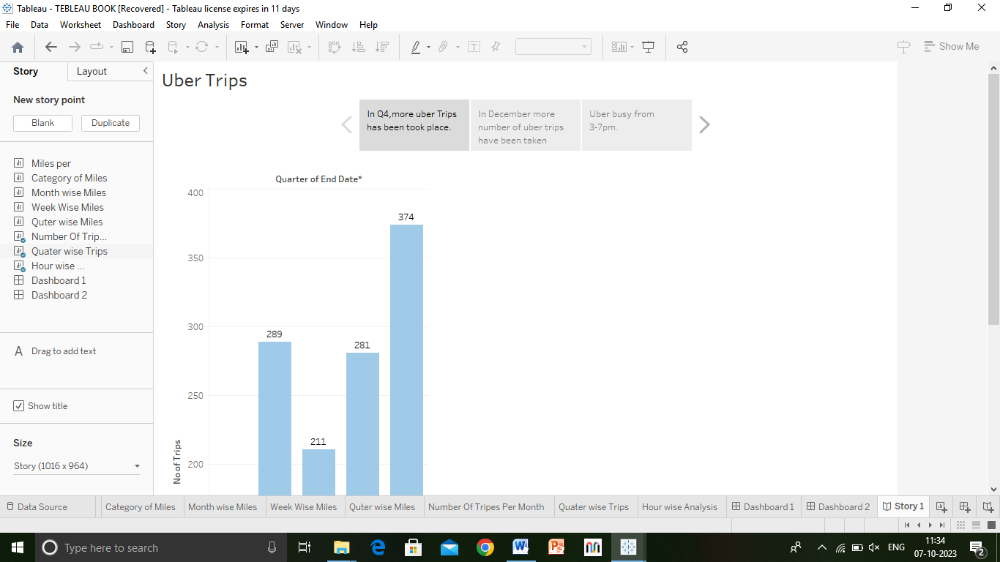 Tableau - TEBLEAU BOOK [Recovered] - Tableau license expires in 11 days
File Data Worksheet Dashboard Story Analysis Format Server Window Help
Show Me
Story Layout
New story point
Blank Duplicate
Miles per
Category of Miles
Month wise Miles
Week Wise Miles
Quter wise Miles
Number Of Trip...
Quater wise Trips
Hour wise ...
Dashboard 1
Dashboard 2
A Drag to add text
Show title
Size
Story (1016 x 964)
Uber Trips
In Q4,more uber Trips
has been took place.
In December more
number of uber trips
have been taken
Uber busy from
3-7pm.
Quarter of End Date*
400
374
350
300
289
281
250
211
200
No of Trips
Data Source Category of Miles Month wise Miles Week Wise Miles Quter wise Miles Number Of Tripes Per Month Quater wise Trips Hour wise Analysis Dashboard 1 Dashboard 2 Story 1
Type here to search
ENG
11:34
07-10-2023
2